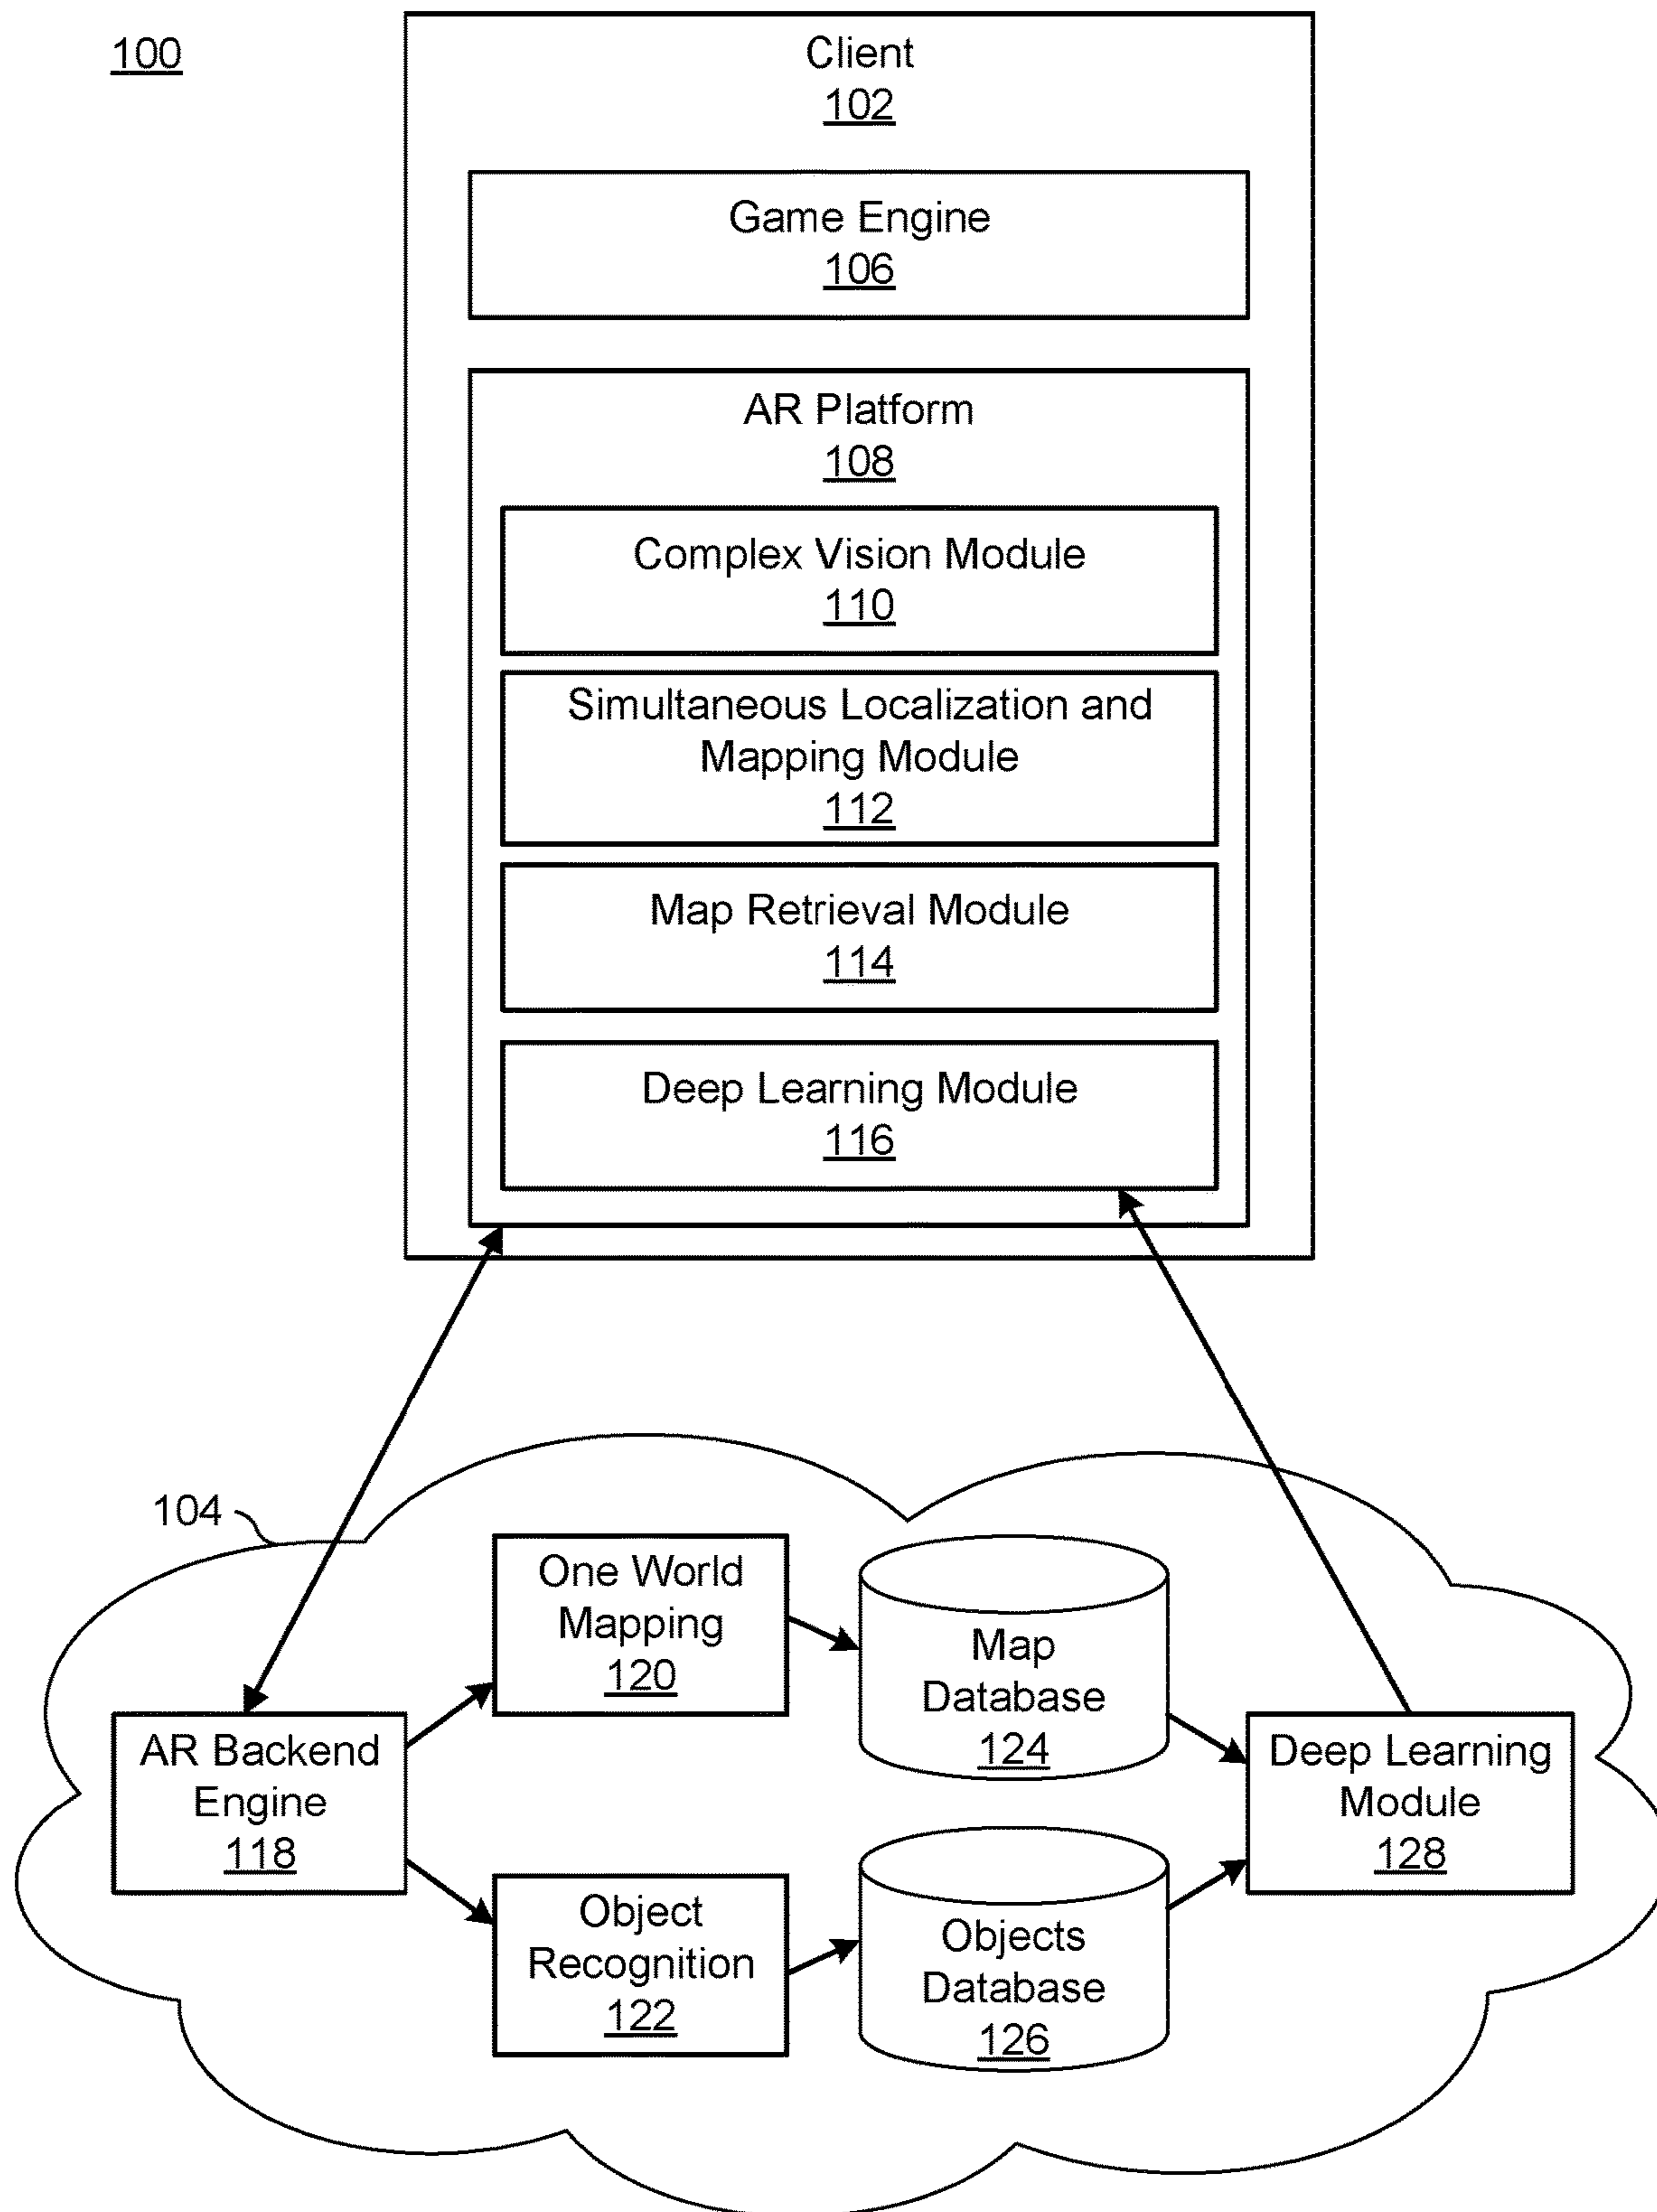 100
Client
102
Game Engine
106
AR Platform
108
Complex Vision Module
110
Simultaneous Localization and
Mapping Module
112
Map Retrieval Module
114
Deep Learning Module
116
104
One World
Mapping
120
Map
Database
124
AR Backend
Engine
118
Deep Learning
Module
128
Object
Recognition
122
Objects
Database
126